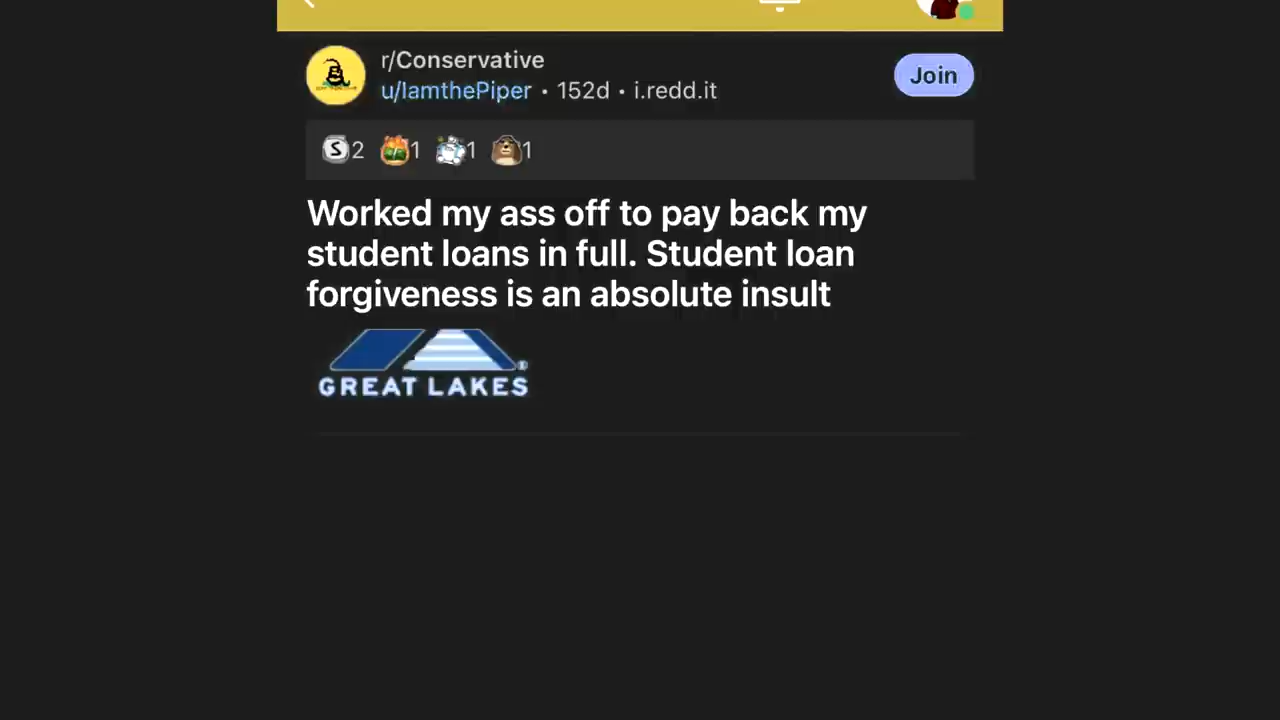 r/Conservative
u/IamthePiper • 152d • i.redd.it
Join
S 2 1 1 1
Worked my ass off to pay back my
student loans in full. Student loan
forgiveness is an absolute insult
GREAT LAKES